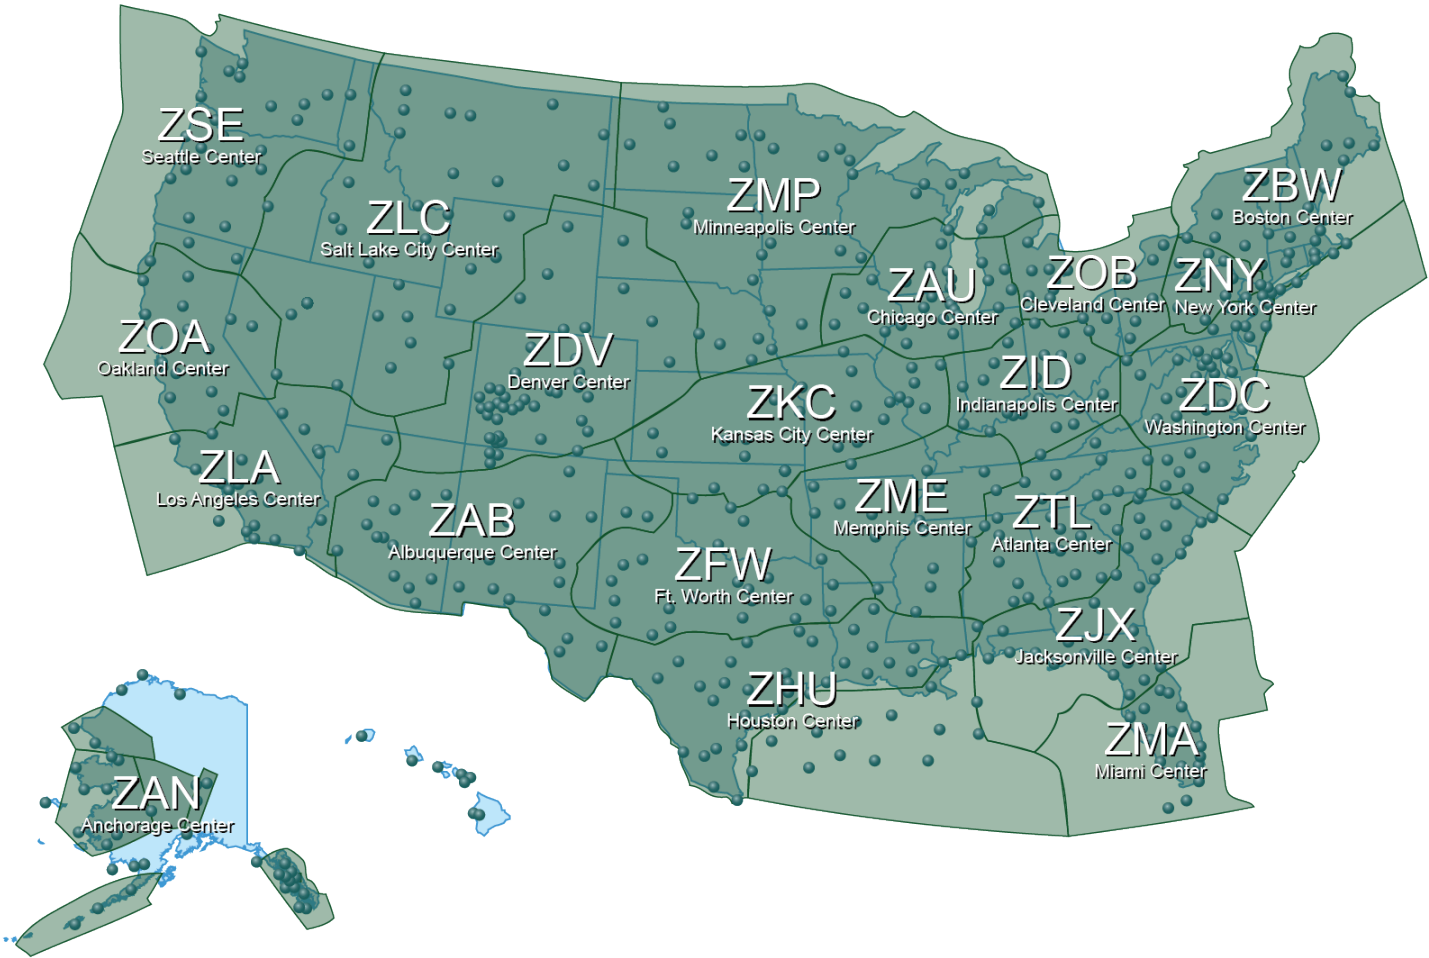 ZSE
Seattle Center
ZLC
Salt Lake City Center
ZMP
Minneapolis Center
ZBW
Boston Center
ZAU
Chicago Center
ZOB
Cleveland Center
ZNY
New York Center
ZOA
Oakland Center
ZDV
Denver Center
ZKC
Kansas City Center
ZID
Indianapolis Center
ZDC
Washington Center
ZLA
Los Angeles Center
ZAB
Albuquerque Center
ZME
Memphis Center
ZTL
Atlanta Center
ZFW
Ft. Worth Center
ZJX
Jacksonville Center
ZHU
Houston Center
ZMA
Miami Center
ZAN
Anchorage Center